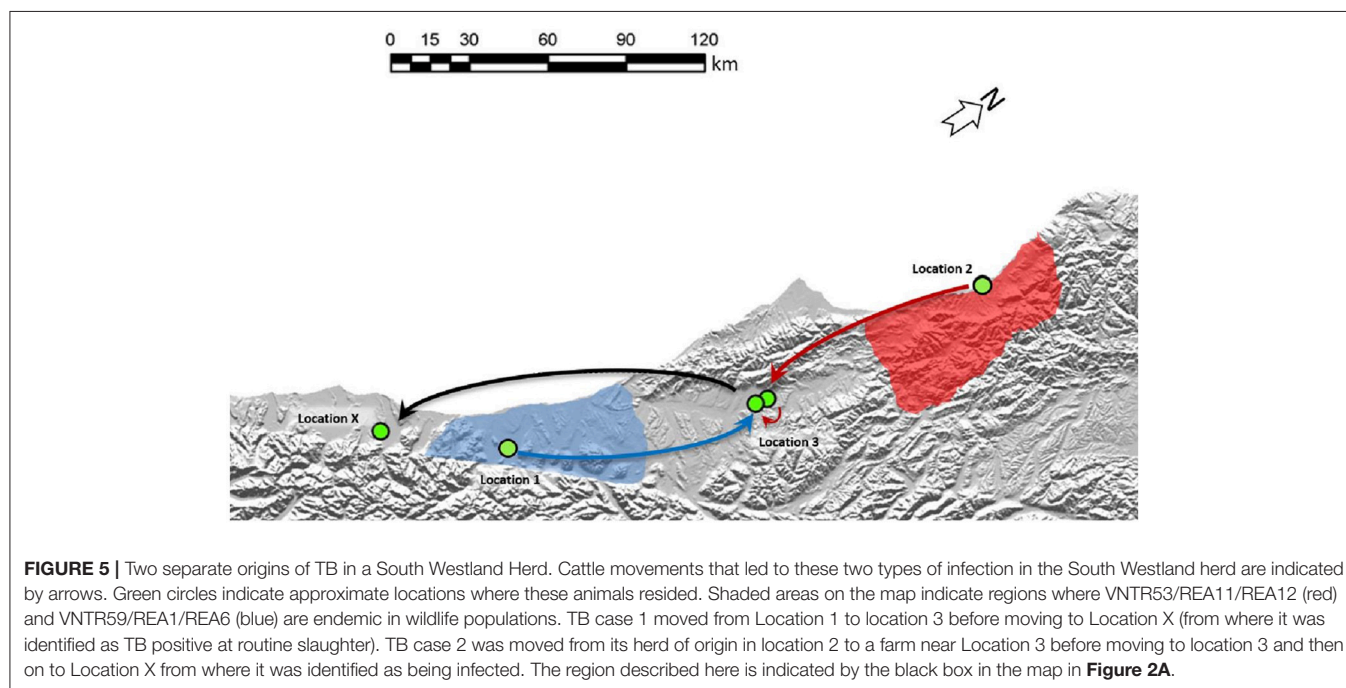 0 15 30 60 90 120
km
N
Location 2
Location X
Location 3
Location 1
FIGURE 5 | Two separate origins of TB in a South Westland Herd. Cattle movements that led to these two types of infection in the South Westland herd are indicated
by arrows. Green circles indicate approximate locations where these animals resided. Shaded areas on the map indicate regions where VNTR53/REA11/REA12 (red)
and VNTR59/REA1/REA6 (blue) are endemic in wildlife populations. TB case 1 moved from Location 1 to location 3 before moving to Location X (from where it was
identified as TB positive at routine slaughter). TB case 2 was moved from its herd of origin in location 2 to a farm near Location 3 before moving to location 3 and then
on to Location X from where it was identified as being infected. The region described here is indicated by the black box in the map in Figure 2A.